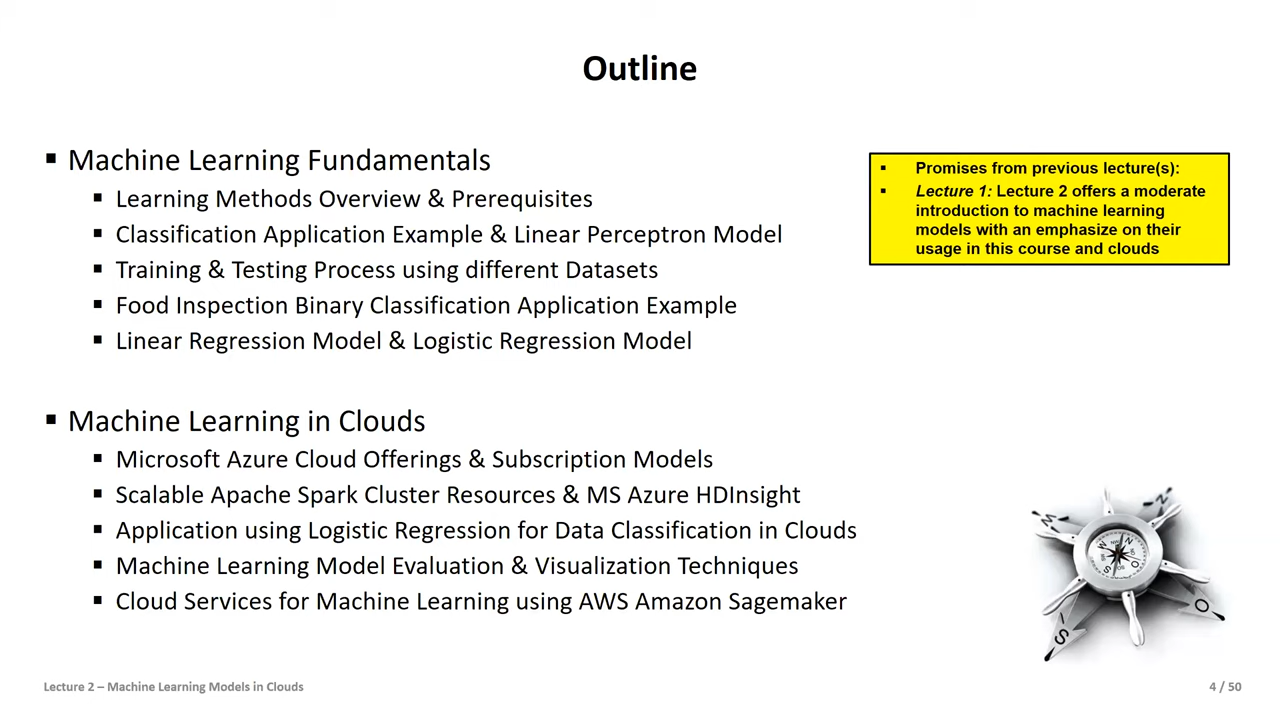 Outline
▪ Machine Learning Fundamentals
▪ Learning Methods Overview & Prerequisites
▪ Classification Application Example & Linear Perceptron Model
▪ Training & Testing Process using different Datasets
▪ Food Inspection Binary Classification Application Example
▪ Linear Regression Model & Logistic Regression Model
▪ Promises from previous lecture(s):
▪ Lecture 1: Lecture 2 offers a moderate
introduction to machine learning
models with an emphasize on their
usage in this course and clouds
▪ Machine Learning in Clouds
▪ Microsoft Azure Cloud Offerings & Subscription Models
▪ Scalable Apache Spark Cluster Resources & MS Azure HDInsight
▪ Application using Logistic Regression for Data Classification in Clouds
▪ Machine Learning Model Evaluation & Visualization Techniques
▪ Cloud Services for Machine Learning using AWS Amazon Sagemaker
N
O
S
Lecture 2 – Machine Learning Models in Clouds
4 / 50